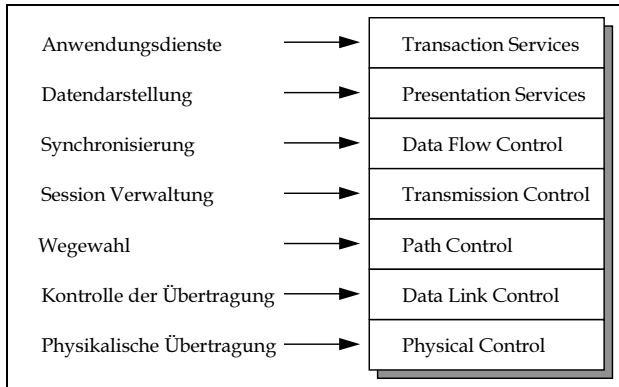 Anwendungsdienste Transaction Services
Datendarstellung Presentation Services
Synchronisierung Data Flow Control
Session Verwaltung Transmission Control
Wegewahl Path Control
Kontrolle der Übertragung Data Link Control
Physikalische Übertragung Physical Control